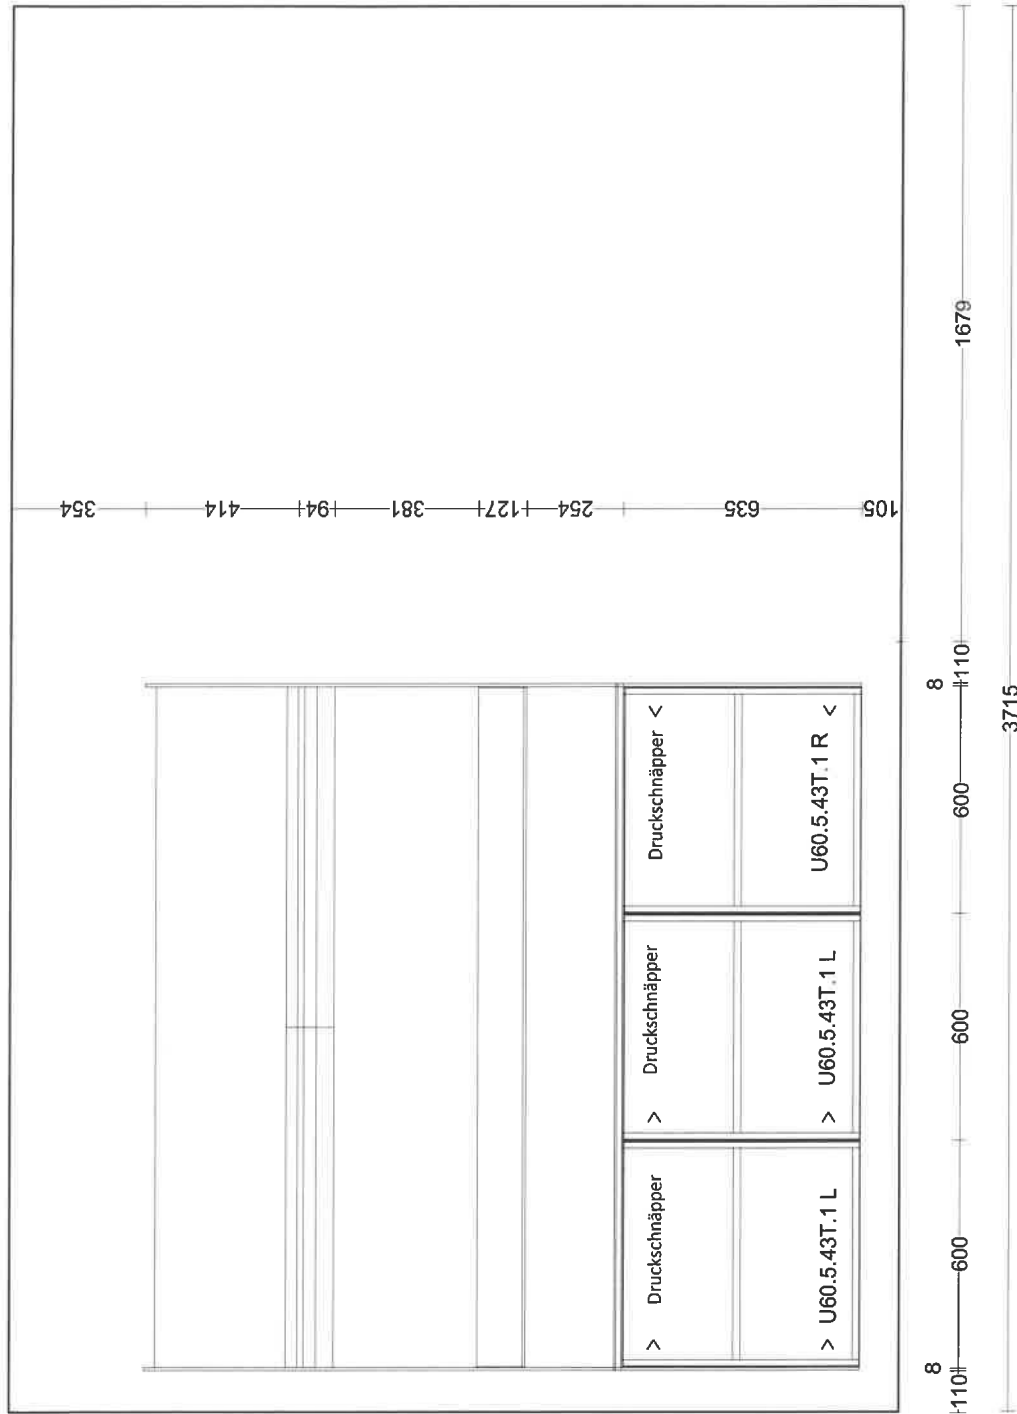 354
414
94
381
127
254
635
105
Druckschnäpper <
U60.5.43T.1 R <
> Druckschnäpper
> U60.5.43T.1 L
> Druckschnäpper
> U60.5.43T.1 L
1679
110
8
600
600
600
8
110
3715